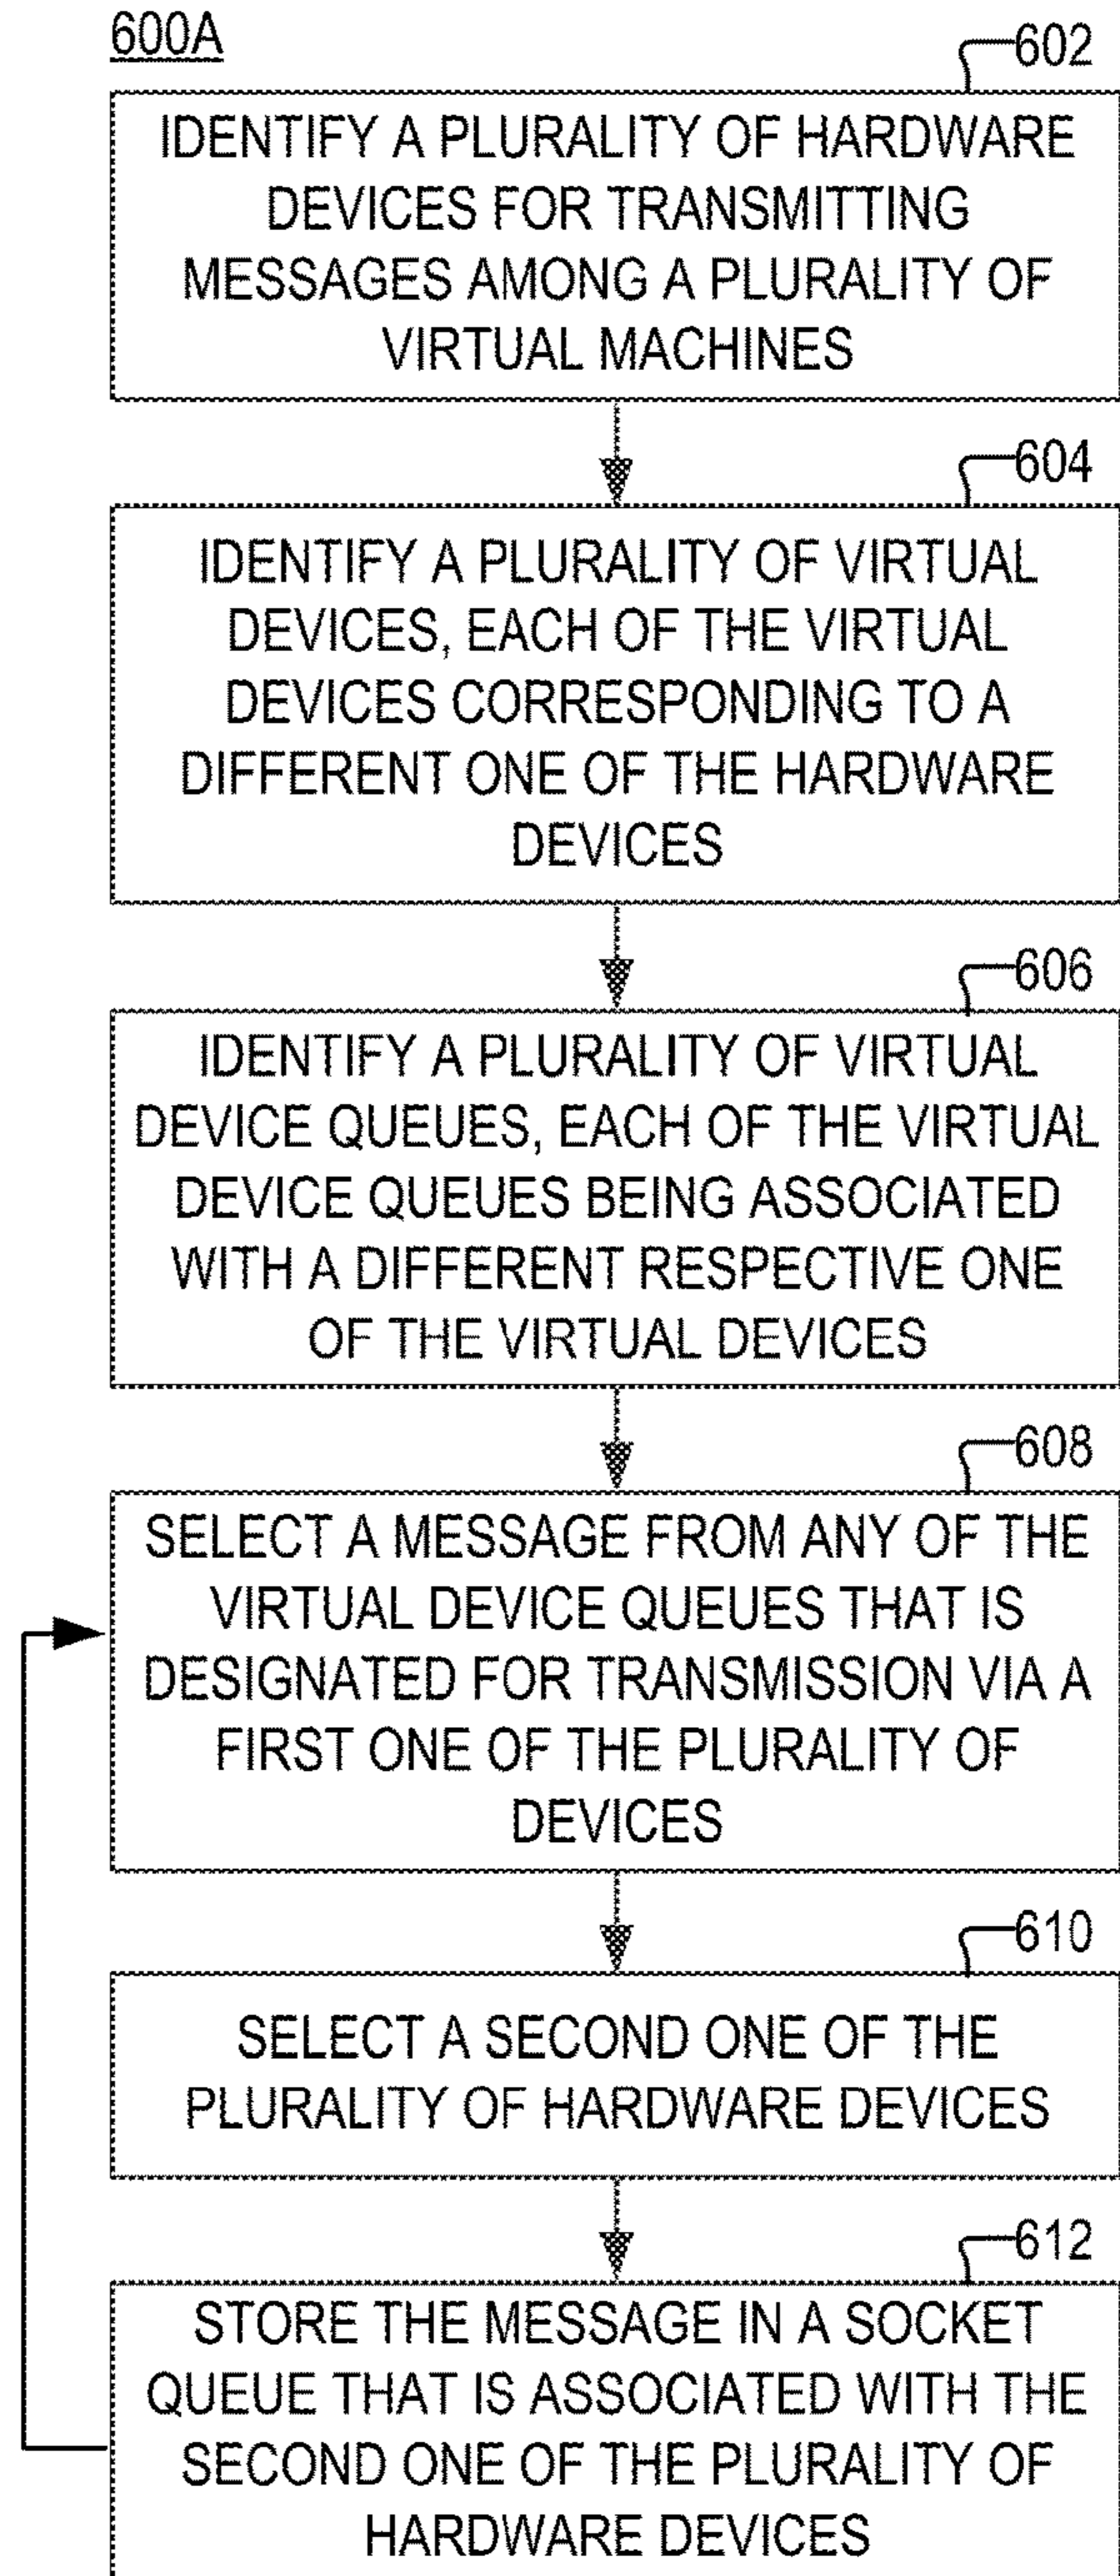 600A
602
IDENTIFY A PLURALITY OF HARDWARE
DEVICES FOR TRANSMITTING
MESSAGES AMONG A PLURALITY OF
VIRTUAL MACHINES
604
IDENTIFY A PLURALITY OF VIRTUAL
DEVICES, EACH OF THE VIRTUAL
DEVICES CORRESPONDING TO A
DIFFERENT ONE OF THE HARDWARE
DEVICES
606
IDENTIFY A PLURALITY OF VIRTUAL
DEVICE QUEUES, EACH OF THE VIRTUAL
DEVICE QUEUES BEING ASSOCIATED
WITH A DIFFERENT RESPECTIVE ONE
OF THE VIRTUAL DEVICES
608
SELECT A MESSAGE FROM ANY OF THE
VIRTUAL DEVICE QUEUES THAT IS
DESIGNATED FOR TRANSMISSION VIA A
FIRST ONE OF THE PLURALITY OF
DEVICES
610
SELECT A SECOND ONE OF THE
PLURALITY OF HARDWARE DEVICES
612
STORE THE MESSAGE IN A SOCKET
QUEUE THAT IS ASSOCIATED WITH THE
SECOND ONE OF THE PLURALITY OF
HARDWARE DEVICES